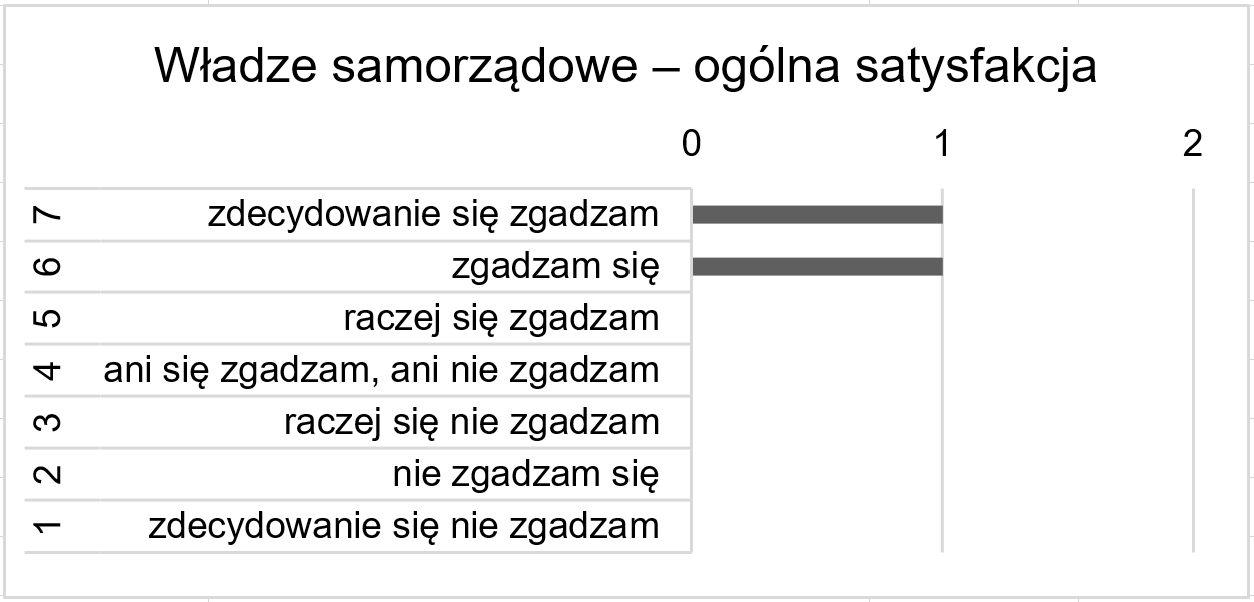 Władze samorządowe – ogólna satysfakcja
0 1 2
7 zdecydowanie się zgadzam
6 zgadzam się
5 raczej się zgadzam
4 ani się zgadzam, ani nie zgadzam
3 raczej się nie zgadzam
2 nie zgadzam się
1 zdecydowanie się nie zgadzam